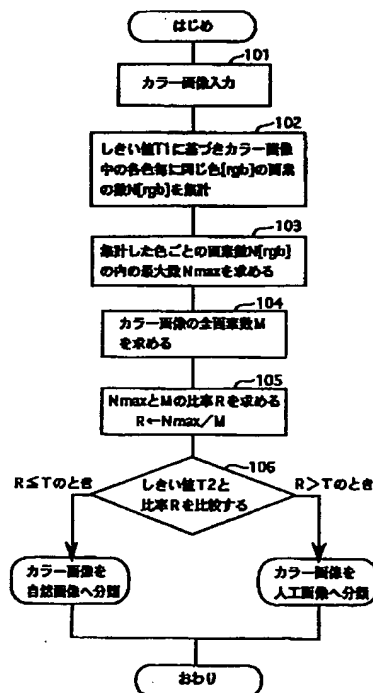 はじめ
101
カラー画像入力
102
しきい値T1に基づきカラー画像
中の各色毎に同じ色[rgb]の画素
の数N[rgb]を集計
103
集計した色ごとの画素数N[rgb]
の内の最大数Nmaxを求める
104
カラー画像の全画素数M
を求める
105
NmaxとMの比率Rを求める
R←Nmax/M
106
R≦Tのとき
しきい値T2と
比率Rを比較する
R>Tのとき
カラー画像を
自然画像へ分類
カラー画像を
人工画像へ分類
おわり